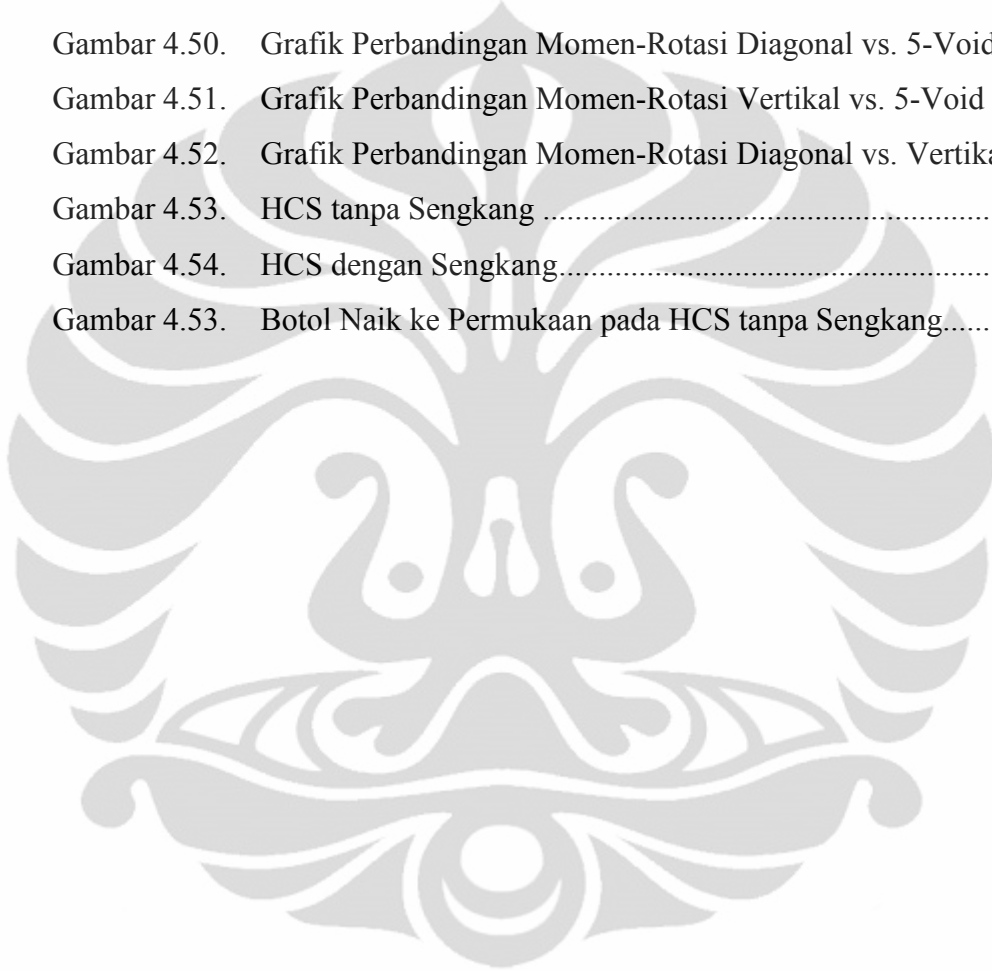 Gambar 4.50. Grafik Perbandingan Momen-Rotasi Diagonal vs. 5-Void
Gambar 4.51. Grafik Perbandingan Momen-Rotasi Vertikal vs. 5-Void
Gambar 4.52. Grafik Perbandingan Momen-Rotasi Diagonal vs. Vertika
Gambar 4.53. HCS tanpa Sengkang ................................................
Gambar 4.54. HCS dengan Sengkang..............................................
Gambar 4.53. Botol Naik ke Permukaan pada HCS tanpa Sengkang......